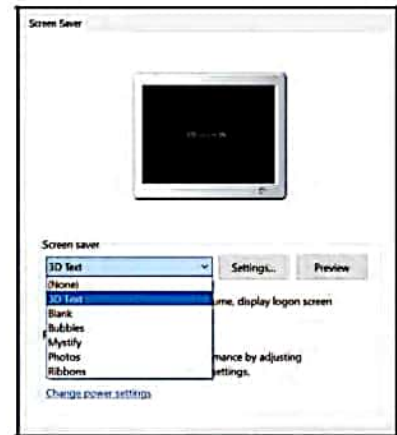 Screen Saver
Screen saver
3D Text
Settings...
Preview
(None)
3D Text
ume, display logon screen
Blank
Bubbles
Mystify
Photos
mance by adjusting
Ribbons
ettings.
Change power settings